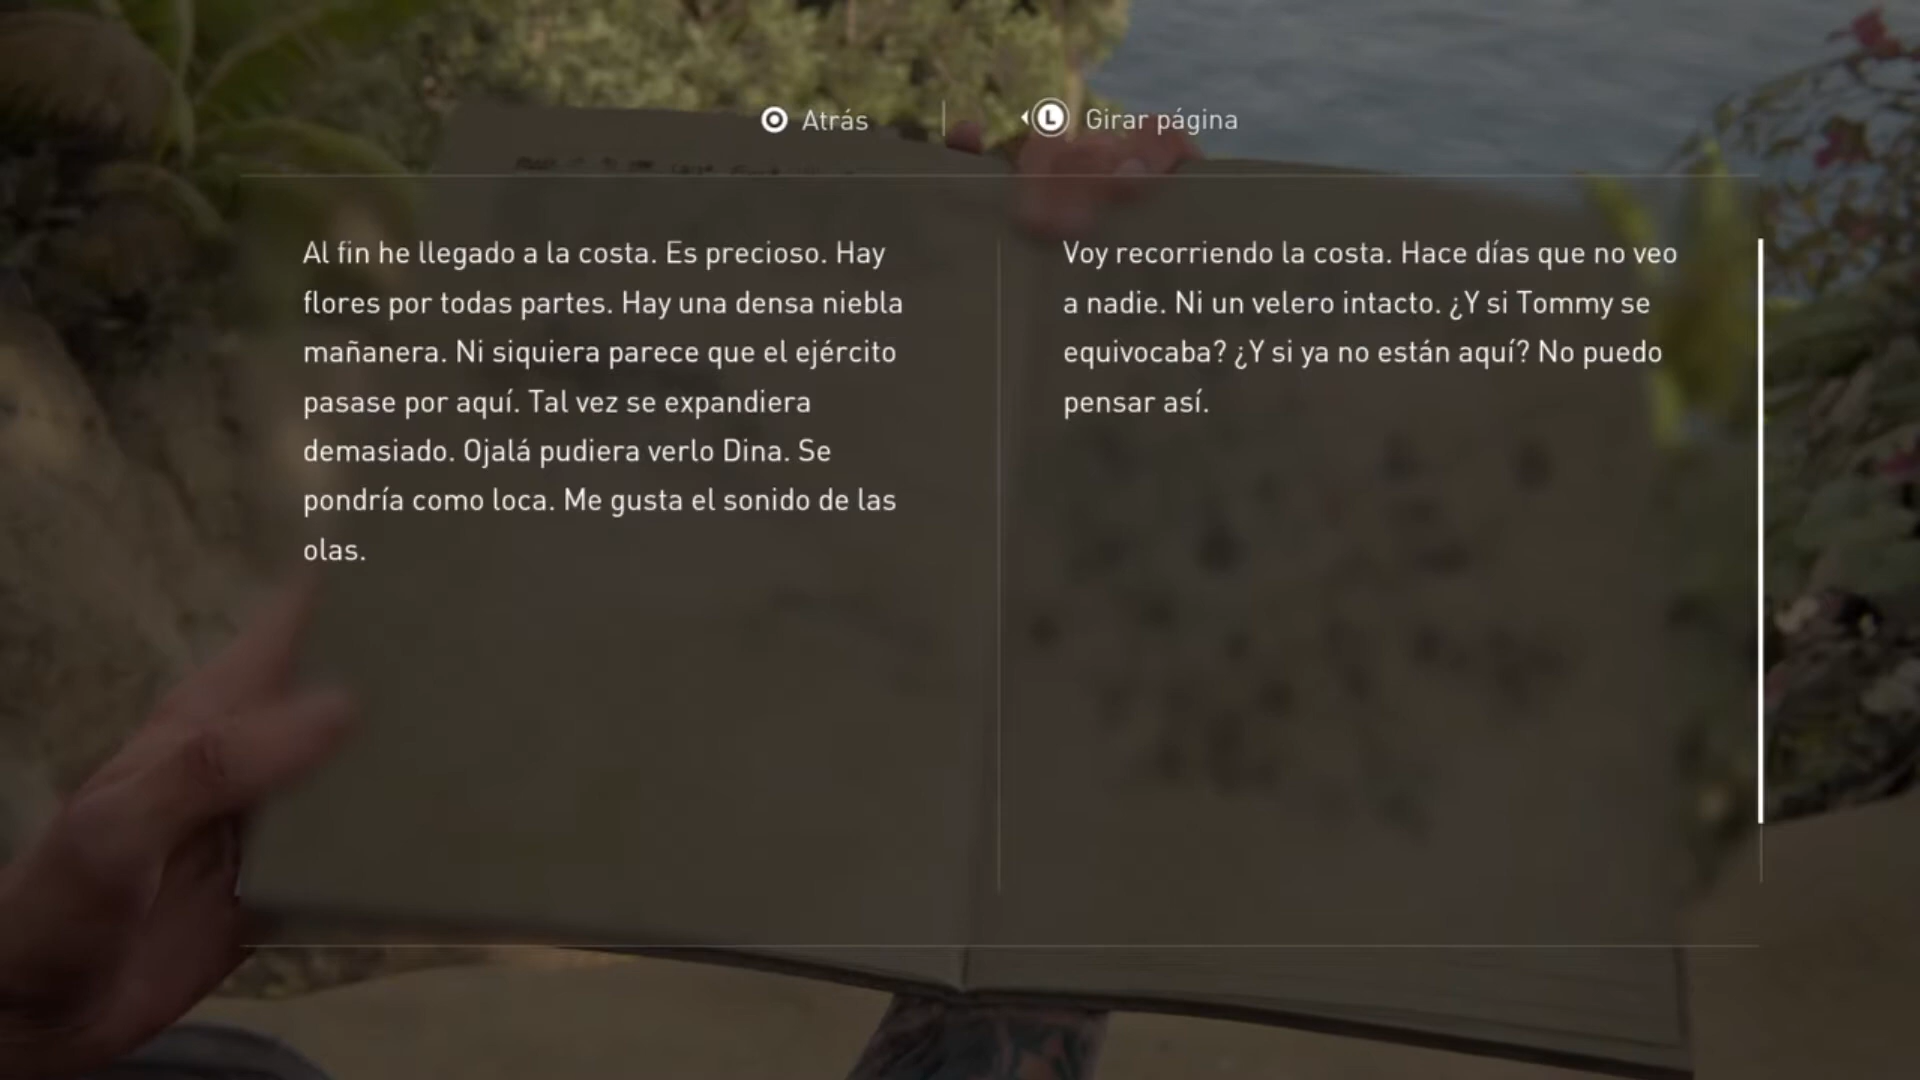 Atrás
L Girar página
Al fin he llegado a la costa. Es precioso. Hay
flores por todas partes. Hay una densa niebla
mañanera. Ni siquiera parece que el ejército
pasase por aquí. Tal vez se expandiera
demasiado. Ojalá pudiera verlo Dina. Se
pondría como loca. Me gusta el sonido de las
olas.
Voy recorriendo la costa. Hace días que no veo
a nadie. Ni un velero intacto. ¿Y si Tommy se
equivocaba? ¿Y si ya no están aquí? No puedo
pensar así.